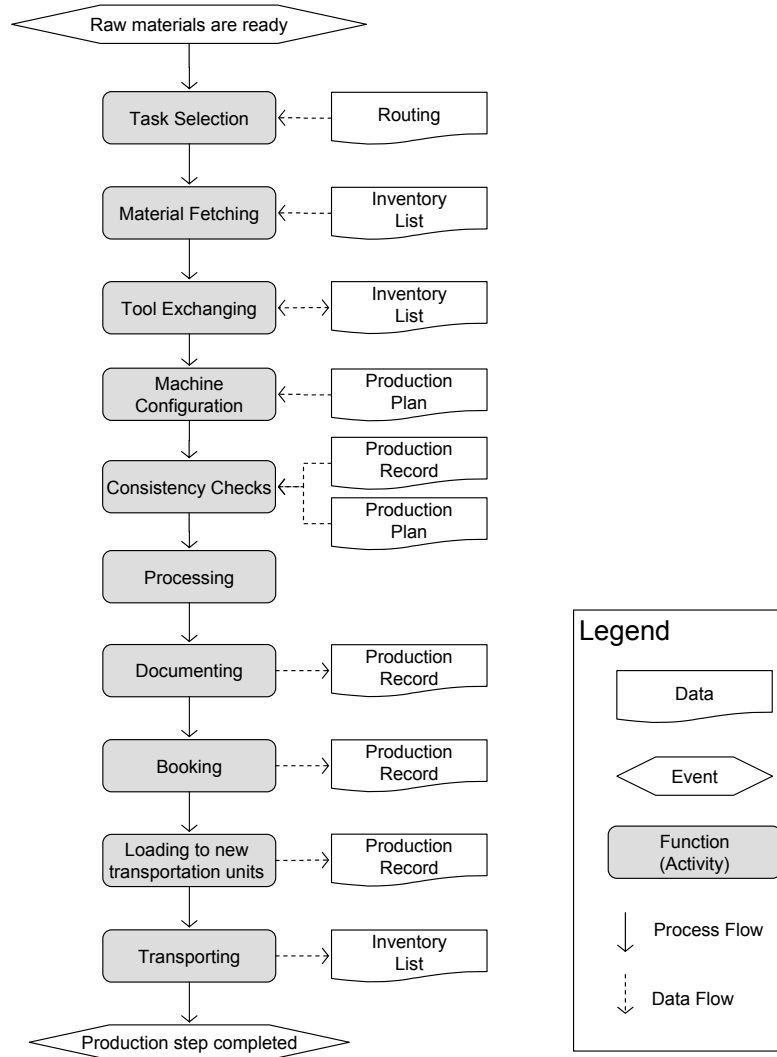 Raw materials are ready
Task Selection
Routing
Material Fetching
Inventory
List
Tool Exchanging
Inventory
List
Machine
Configuration
Production
Plan
Consistency Checks
Production
Record
Production
Plan
Processing
Documenting
Production
Record
Booking
Production
Record
Loading to new
transportation units
Production
Record
Transporting
Inventory
List
Production step completed
Legend
Data
Event
Function
(Activity)
Process Flow
Data Flow